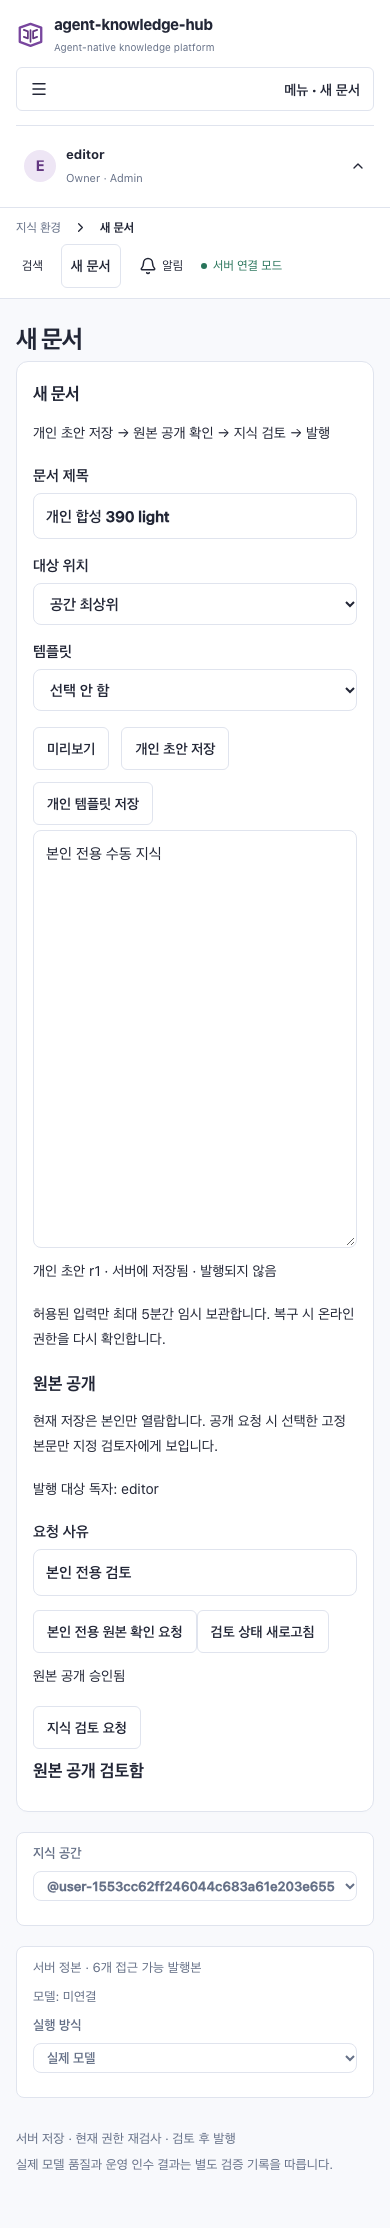 agent-knowledge-hub
Agent-native knowledge platform
메뉴 · 새 문서
E
editor
Owner · Admin
지식 환경 > 새 문서
검색 새 문서 알림 서버 연결 모드
새 문서
새 문서
개인 초안 저장 → 원본 공개 확인 → 지식 검토 → 발행
문서 제목
개인 합성 390 light
대상 위치
공간 최상위
템플릿
선택 안 함
미리보기 개인 초안 저장
개인 템플릿 저장
본인 전용 수동 지식
개인 초안 r1 · 서버에 저장됨 · 발행되지 않음
허용된 입력만 최대 5분간 임시 보관합니다. 복구 시 온라인
권한을 다시 확인합니다.
원본 공개
현재 저장은 본인만 열람합니다. 공개 요청 시 선택한 고정
본문만 지정 검토자에게 보입니다.
발행 대상 독자: editor
요청 사유
본인 전용 검토
본인 전용 원본 확인 요청 검토 상태 새로고침
원본 공개 승인됨
지식 검토 요청
원본 공개 검토함
지식 공간
@user-1553cc62ff246044c683a61e203e655
서버 정본 · 6개 접근 가능 발행본
모델: 미연결
실행 방식
실제 모델
서버 저장 · 현재 권한 재검사 · 검토 후 발행
실제 모델 품질과 운영 인수 결과는 별도 검증 기록을 따릅니다.